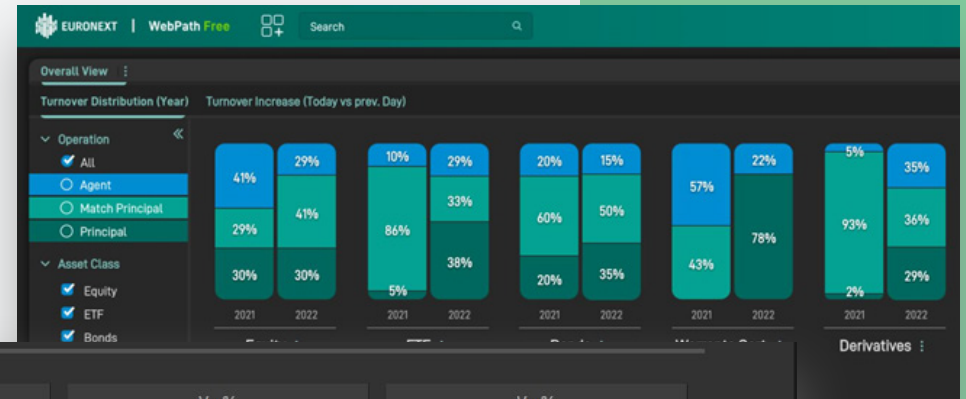 EURONEXT | WebPath Free Search
Overall View
Turnover Distribution (Year) Turnover Increase (Today vs prev. Day)
Operation
All
Agent
Match Principal
Principal
Asset Class
Equity
ETF
Bonds
41% 29% 10% 29% 20% 15% 57% 22% 5% 35%
29% 41% 86% 33% 60% 50% 43% 78% 93% 36%
30% 30% 5% 38% 20% 35% 2% 29%
2021 2022 2021 2022 2021 2022 2021 2022 2021 2022
Derivatives